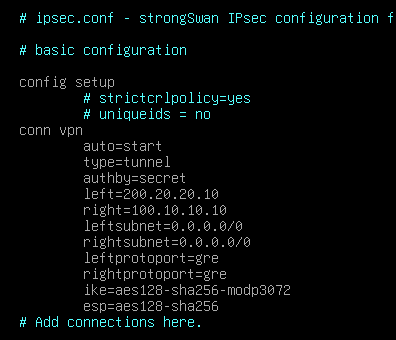 # ipsec.conf - strongSwan IPsec configuration f
# basic configuration
config setup
# strictcrlpolicy=yes
# uniqueids = no
conn vpn
auto=start
type=tunnel
authby=secret
left=200.20.20.10
right=100.10.10.10
leftsubnet=0.0.0.0/0
rightsubnet=0.0.0.0/0
leftprotoport=gre
rightprotoport=gre
ike=aes128-sha256-modp3072
esp=aes128-sha256
# Add connections here.